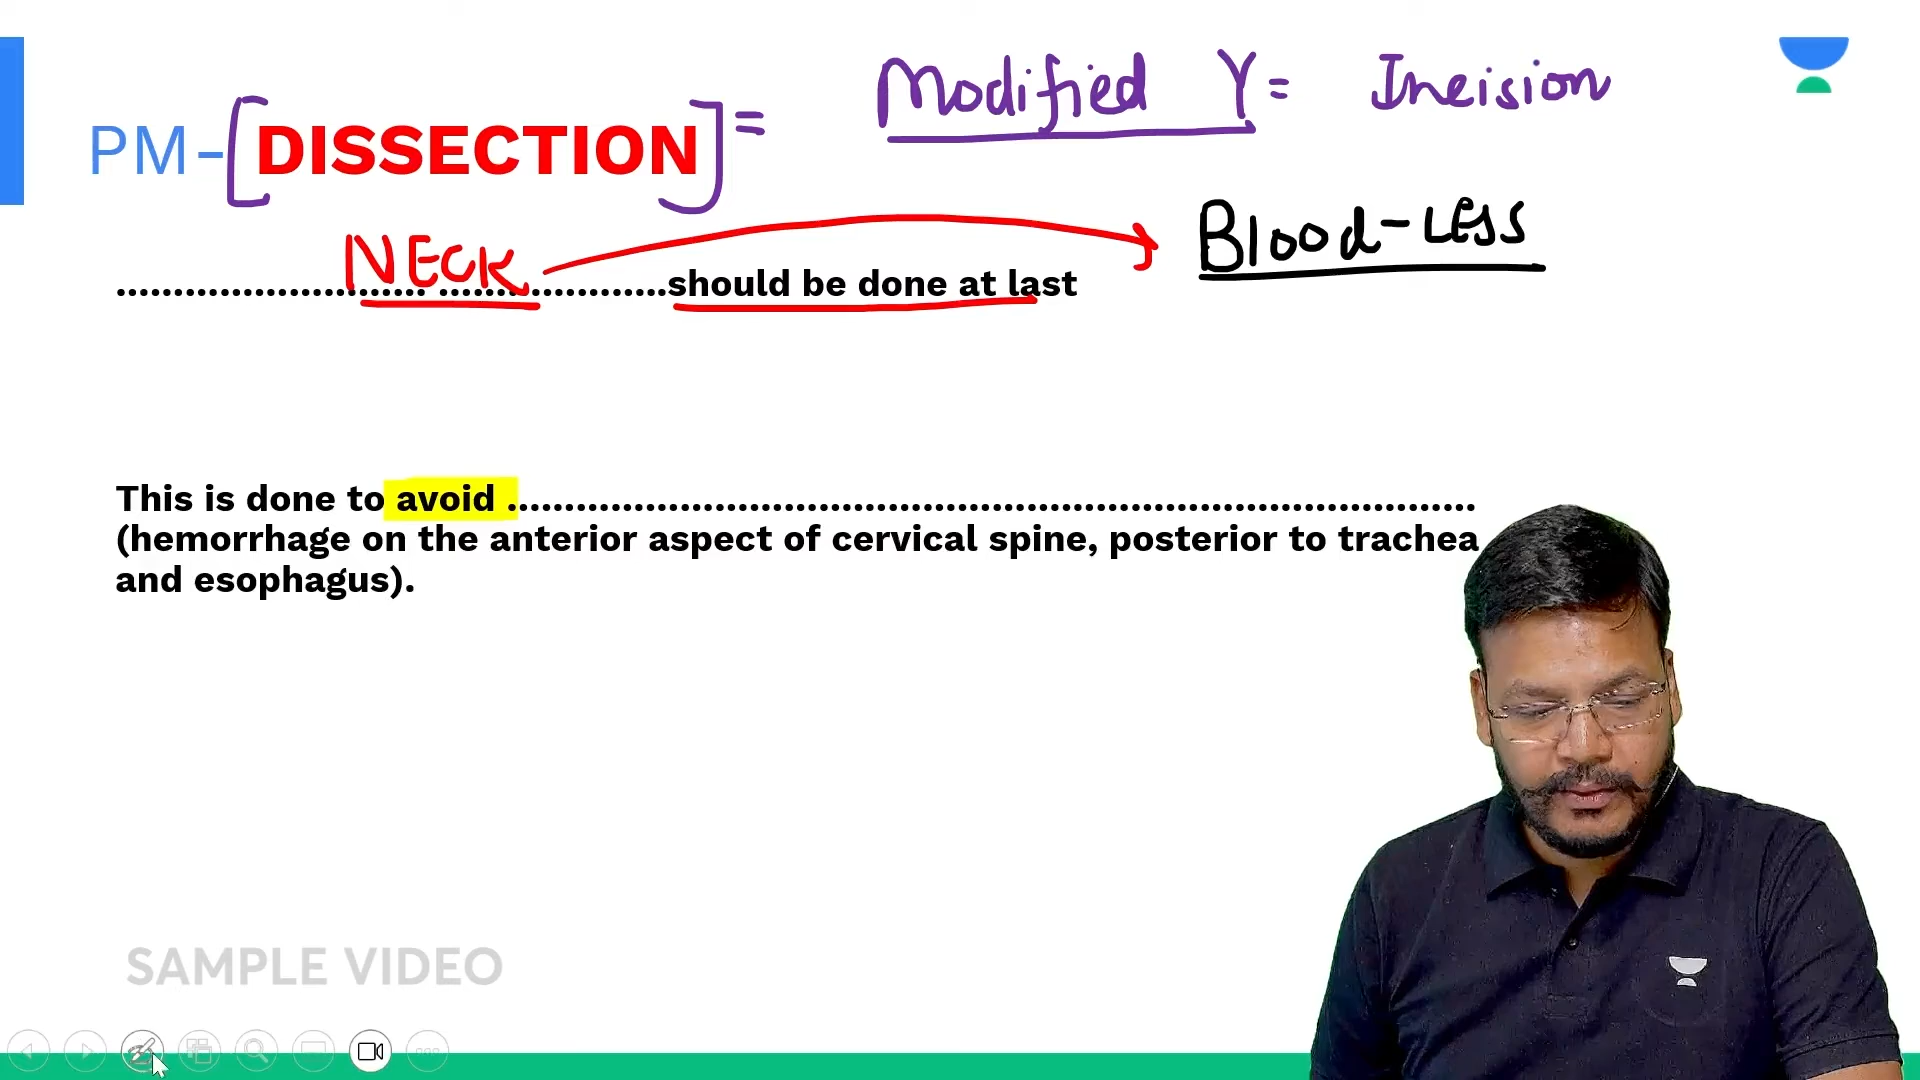 Modified Y= Incision
PM-[DISSECTION] =
NECK
Blood-Less
........................... ....................should be done at last
This is done to avoid .....................................................................................
(hemorrhage on the anterior aspect of cervical spine, posterior to trachea
and esophagus).
SAMPLE VIDEO